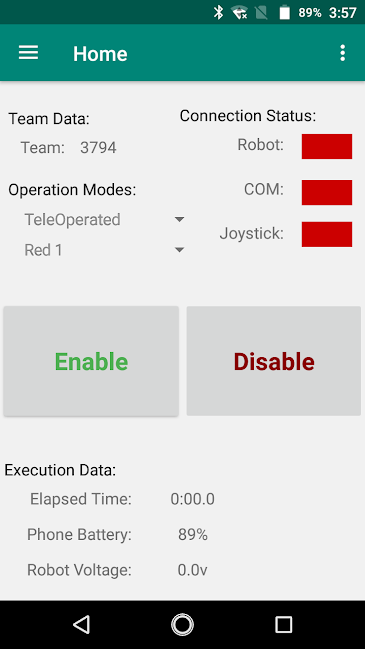 89% 3:57
Home
Team Data:
Team: 3794
Connection Status:
Robot:
COM:
Joystick:
Operation Modes:
TeleOperated
Red 1
Enable
Disable
Execution Data:
Elapsed Time: 0:00.0
Phone Battery: 89%
Robot Voltage: 0.0v